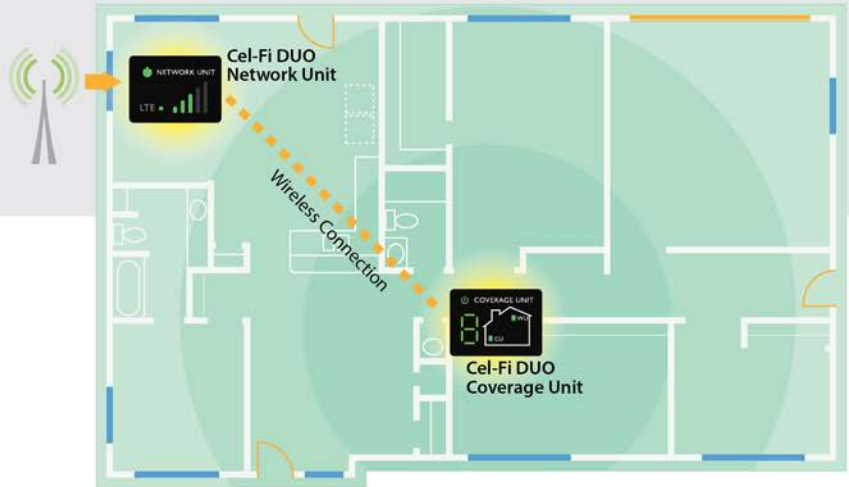 Cel-Fi DUO
Network Unit
NETWORK UNIT
LTE
Wireless Connection
COVERAGE UNIT
8
WU
CU
Cel-Fi DUO
Coverage Unit